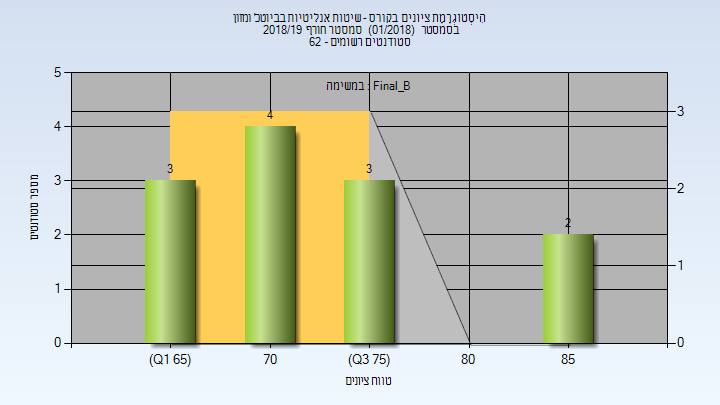 היסטוגרמת ציונים בקורס - שיטות אנליטיות בביוטכ' ומזון
בסמסטר (01/2018) סמסטר חורף 2018/19
סטודנטים רשומים - 62
במשימה : Final_B
מספר סטודנטים
5
4
3
2
1
0
3
2
1
0
3
4
3
2
(Q1 65)
70
(Q3 75)
80
85
טווח ציונים